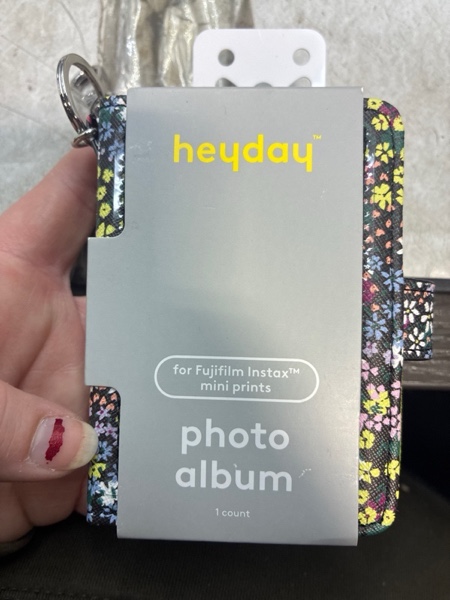 heyday™
for Fujifilm Instax™
mini prints
photo
album
1 count